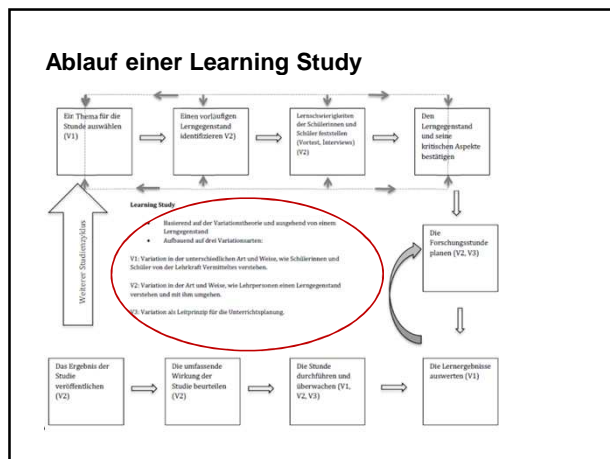 Ablauf einer Learning Study
Ein Thema für die
Stunde auswählen
(V1)
Einen vorläufigen
Lerngegenstand
identifizieren V2)
Lernschwierigkeiten
der Schülerinnen und
Schüler feststellen
(Vortest, Interviews)
(V2)
Den
Lerngegenstand
und seine
kritischen Aspekte
bestätigen
Weiterer Studienzyklus
Learning Study
• Basierend auf der Variationstheorie und ausgehend von einem
Lerngegenstand
• Aufbauend auf drei Variationsarten:
V1: Variation in der unterschiedlichen Art und Weise, wie Schülerinnen und
Schüler von der Lehrkraft Vermitteltes verstehen.
V2: Variation in der Art und Weise, wie Lehrpersonen einen Lerngegenstand
verstehen und mit ihm umgehen.
V3: Variation als Leitprinzip für die Unterrichtsplanung.
Die
Forschungsstunde
planen (V2, V3)
Das Ergebnis der
Studie
veröffentlichen
(V2)
Die umfassende
Wirkung der
Studie beurteilen
(V2)
Die Stunde
durchführen und
überwachen (V1,
V2, V3)
Die Lernergebnisse
auswerten (V1)